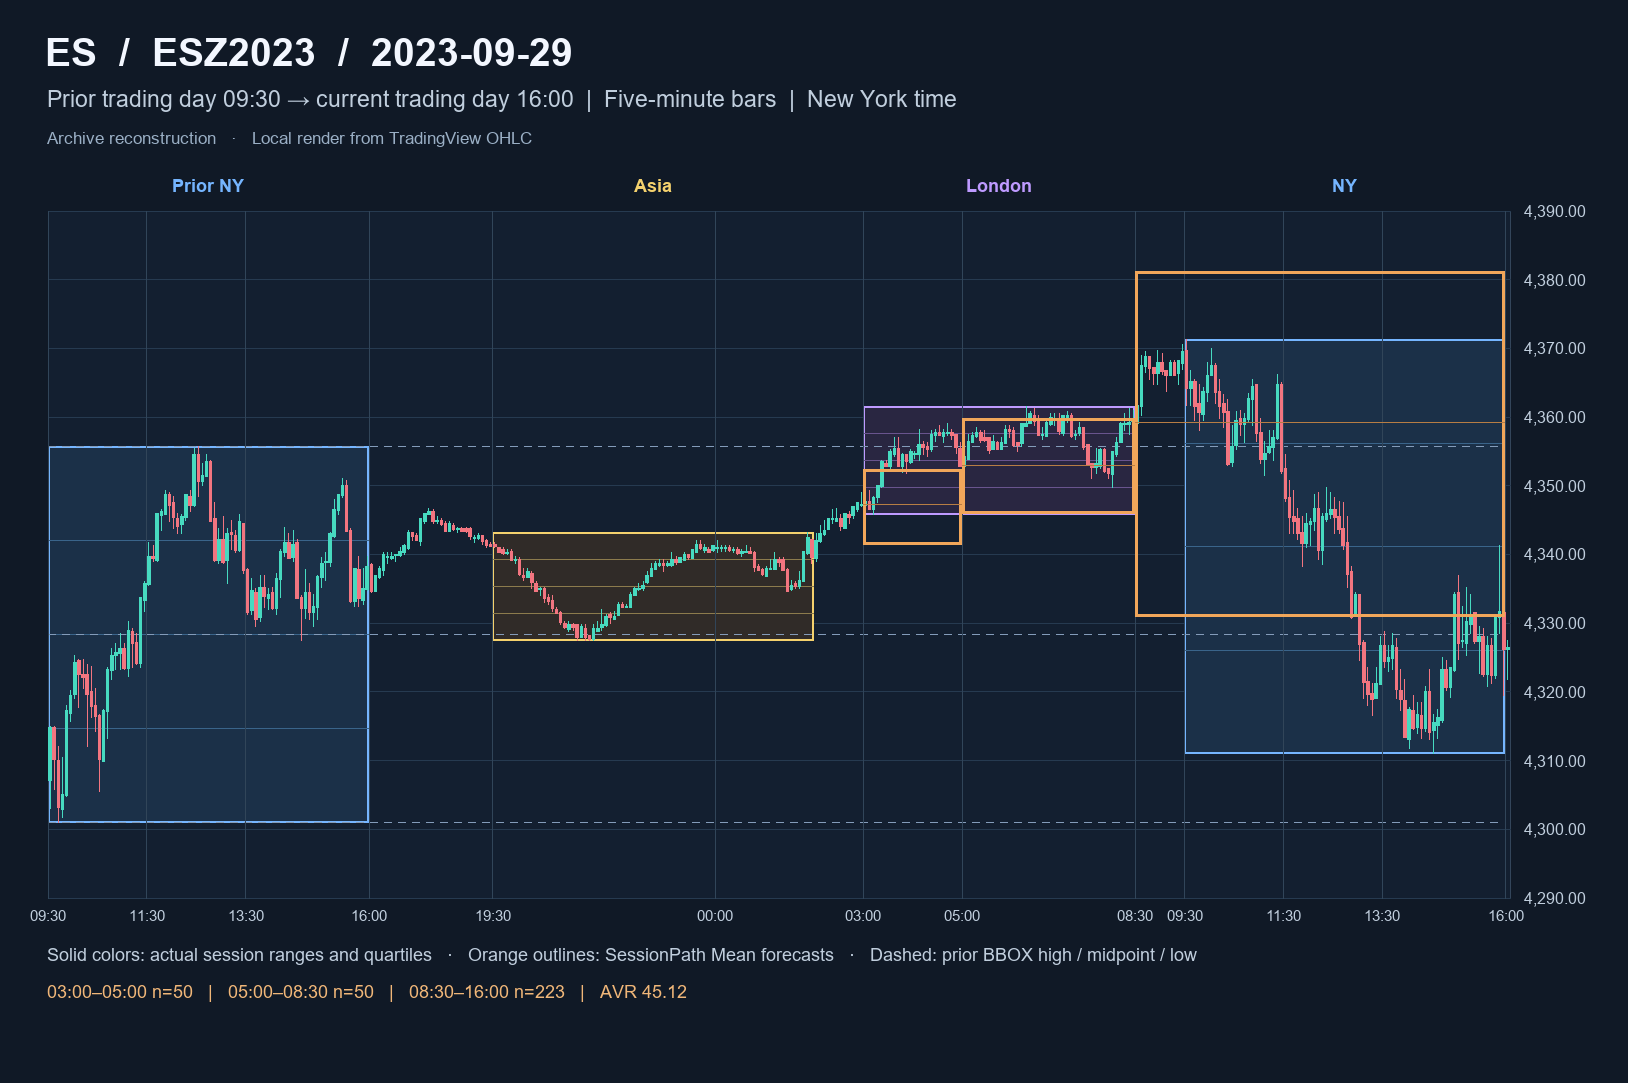 ES / ESZ2023 / 2023-09-29
Prior trading day 09:30 → current trading day 16:00 | Five-minute bars | New York time
Archive reconstruction · Local render from TradingView OHLC
Prior NY Asia London NY
4,390.00
4,380.00
4,370.00
4,360.00
4,350.00
4,340.00
4,330.00
4,320.00
4,310.00
4,300.00
4,290.00
09:30 11:30 13:30 16:00 19:30 00:00 03:00 05:00 08:30 09:30 11:30 13:30 16:00
Solid colors: actual session ranges and quartiles · Orange outlines: SessionPath Mean forecasts · Dashed: prior BBOX high / midpoint / low
03:00–05:00 n=50 | 05:00–08:30 n=50 | 08:30–16:00 n=223 | AVR 45.12